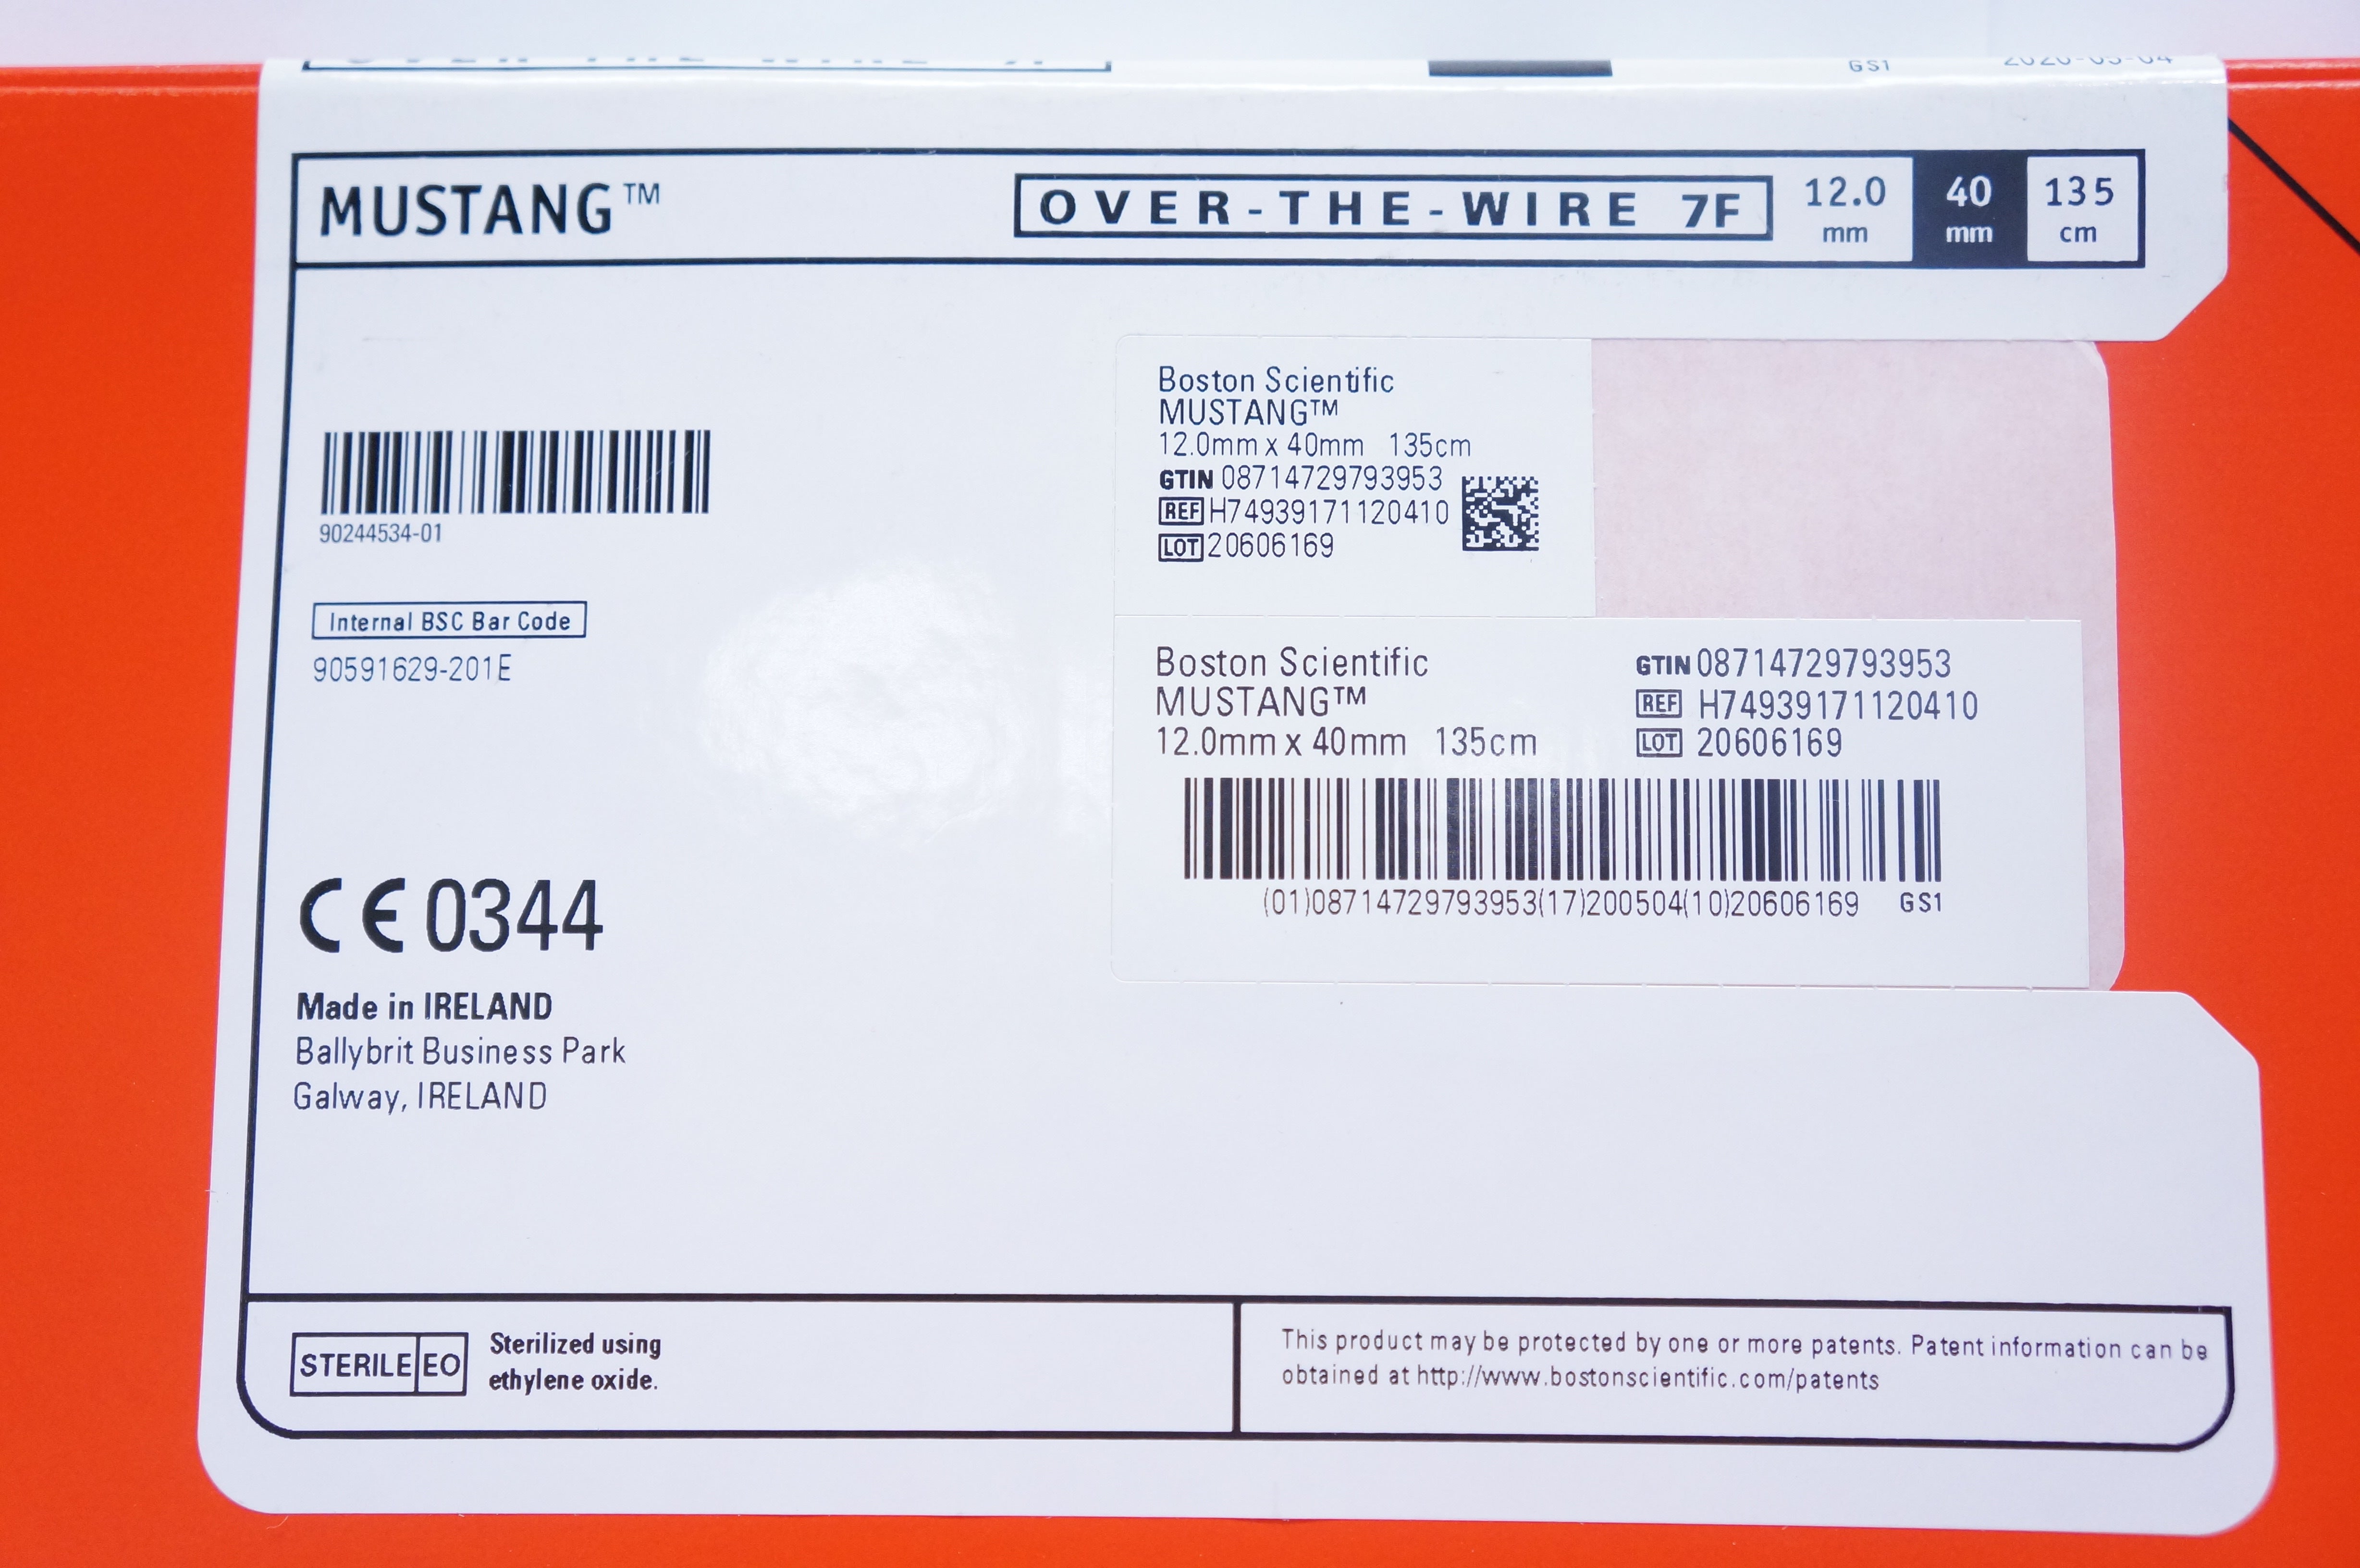 GS1 2020-05-04
MUSTANG™
OVER-THE-WIRE 7F
12.0 mm
40 mm
135 cm
90244534-01
Internal BSC Bar Code
90591629-201E
CE 0344
Made in IRELAND
Ballybrit Business Park
Galway, IRELAND
Boston Scientific
MUSTANG™
12.0mm x 40mm 135cm
GTIN 08714729793953
REF H74939171120410
LOT 20606169
Boston Scientific
MUSTANG™
12.0mm x 40mm 135cm
GTIN 08714729793953
REF H74939171120410
LOT 20606169
(01)08714729793953(17)200504(10)20606169 GS1
STERILE EO
Sterilized using
ethylene oxide.
This product may be protected by one or more patents. Patent information can be
obtained at http://www.bostonscientific.com/patents